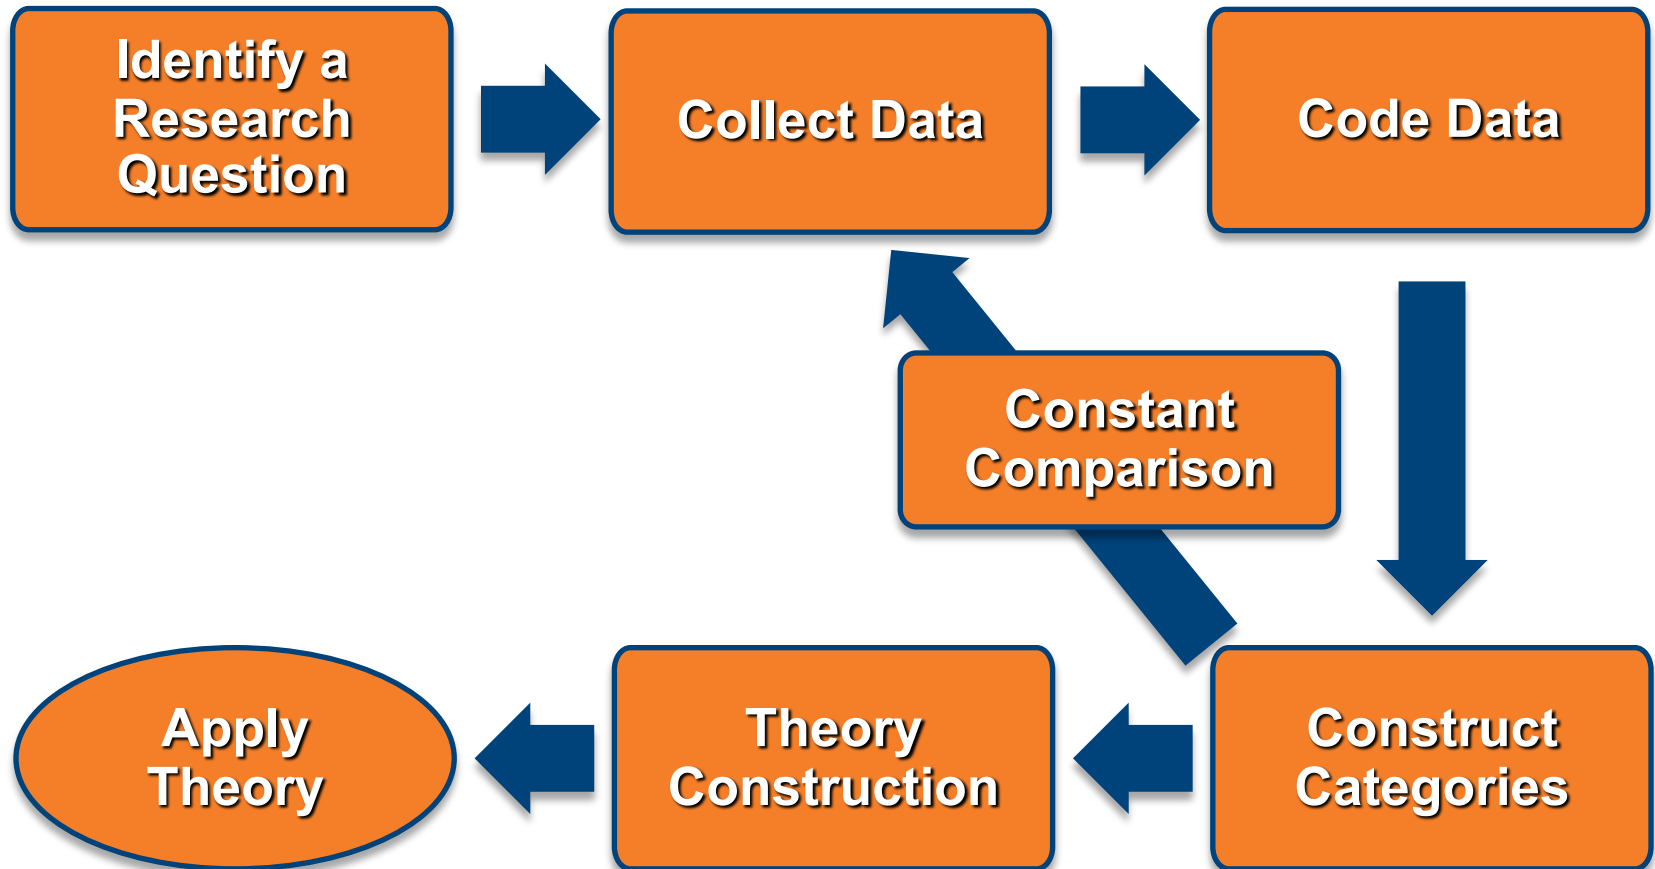 Identify a
Research
Question
Collect Data
Code Data
Constant
Comparison
Apply
Theory
Theory
Construction
Construct
Categories